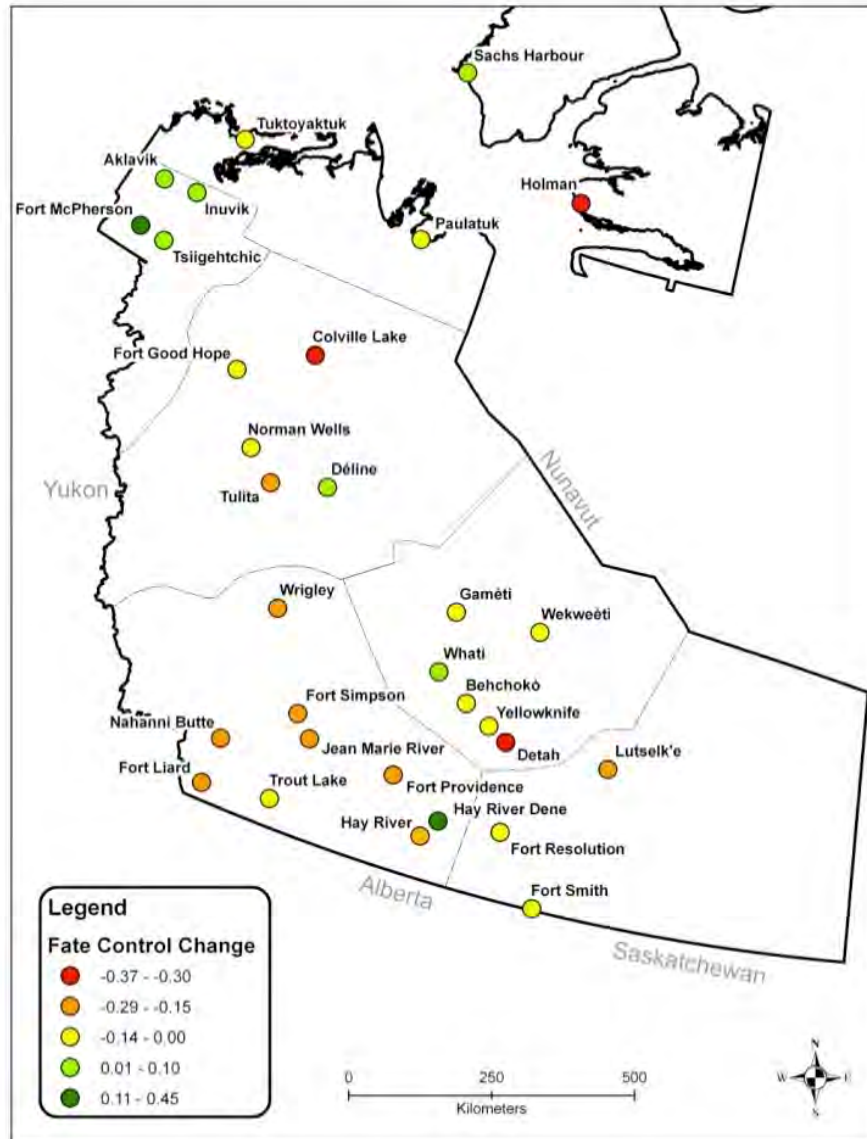 Sachs Harbour
Tuktoyaktuk
Aklavik
Holman
Inuvik
Fort McPherson
Paulatuk
Tsiigehtchic
Colville Lake
Fort Good Hope
Norman Wells
Déline
Yukon
Tulita
Nunavut
Wrigley
Gamèti
Wekweèti
Whati
Behchokò
Fort Simpson
Yellowknife
Nahanni Butte
Jean Marie River
Detah
Lutselk'e
Fort Liard
Trout Lake
Fort Providence
Hay River Dene
Hay River
Fort Resolution
Alberta
Fort Smith
Saskatchewan
Legend
Fate Control Change
-0.37 - -0.30
-0.29 - -0.15
-0.14 - 0.00
0.01 - 0.10
0.11 - 0.45
0 250 500
Kilometers
N
W E
S